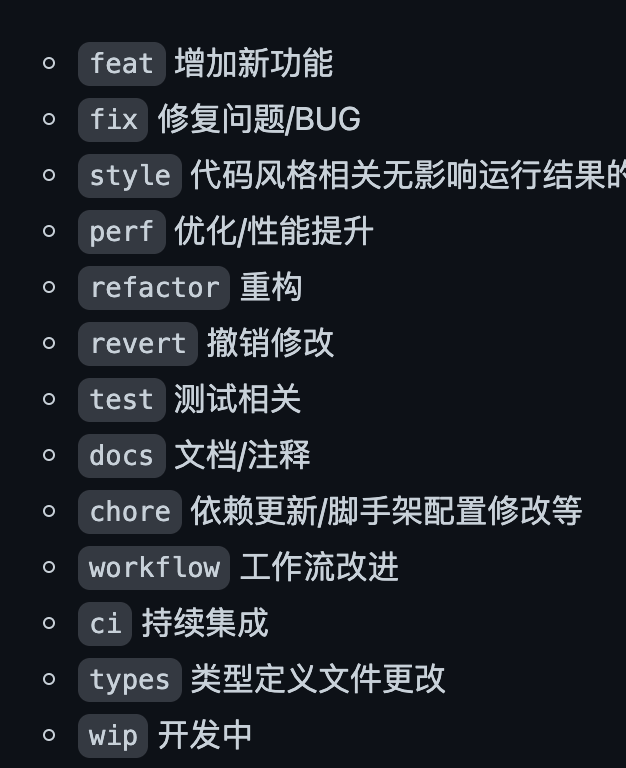 feat 增加新功能
fix 修复问题/BUG
style 代码风格相关无影响运行结果的
perf 优化/性能提升
refactor 重构
revert 撤销修改
test 测试相关
docs 文档/注释
chore 依赖更新/脚手架配置修改等
workflow 工作流改进
ci 持续集成
types 类型定义文件更改
wip 开发中